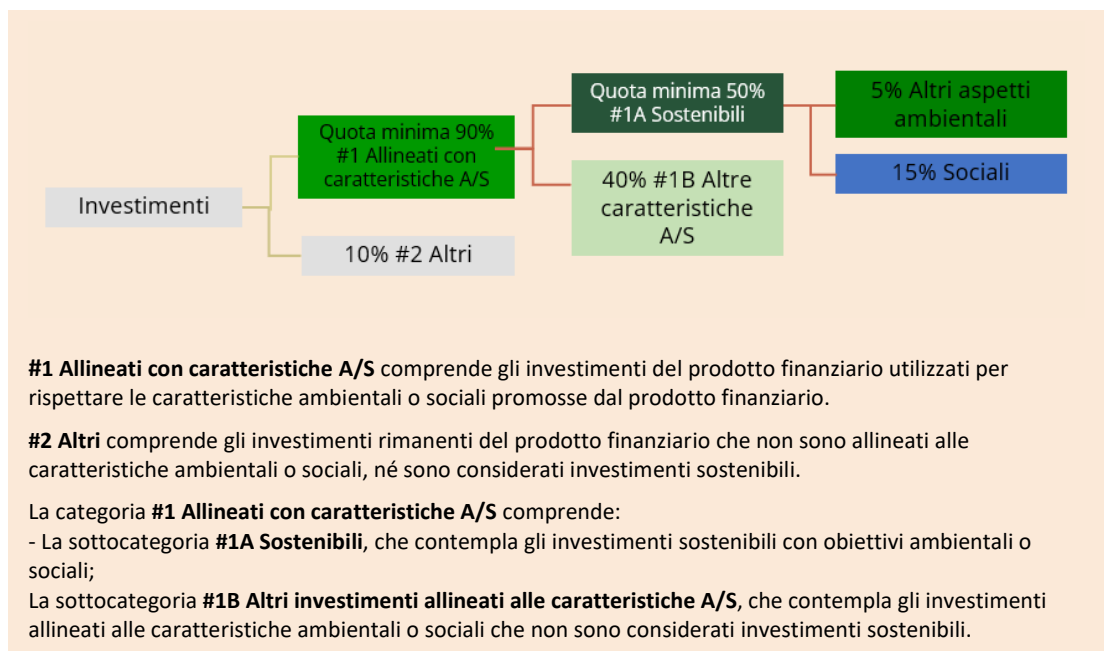 Investimenti
Quota minima 90%
#1 Allineati con
caratteristiche A/S
10% #2 Altri
Quota minima 50%
#1A Sostenibili
40% #1B Altre
caratteristiche
A/S
5% Altri aspetti
ambientali
15% Sociali
#1 Allineati con caratteristiche A/S comprende gli investimenti del prodotto finanziario utilizzati per
rispettare le caratteristiche ambientali o sociali promosse dal prodotto finanziario.
#2 Altri comprende gli investimenti rimanenti del prodotto finanziario che non sono allineati alle
caratteristiche ambientali o sociali, né sono considerati investimenti sostenibili.
La categoria #1 Allineati con caratteristiche A/S comprende:
- La sottocategoria #1A Sostenibili, che contempla gli investimenti sostenibili con obiettivi ambientali o
sociali;
La sottocategoria #1B Altri investimenti allineati alle caratteristiche A/S, che contempla gli investimenti
allineati alle caratteristiche ambientali o sociali che non sono considerati investimenti sostenibili.